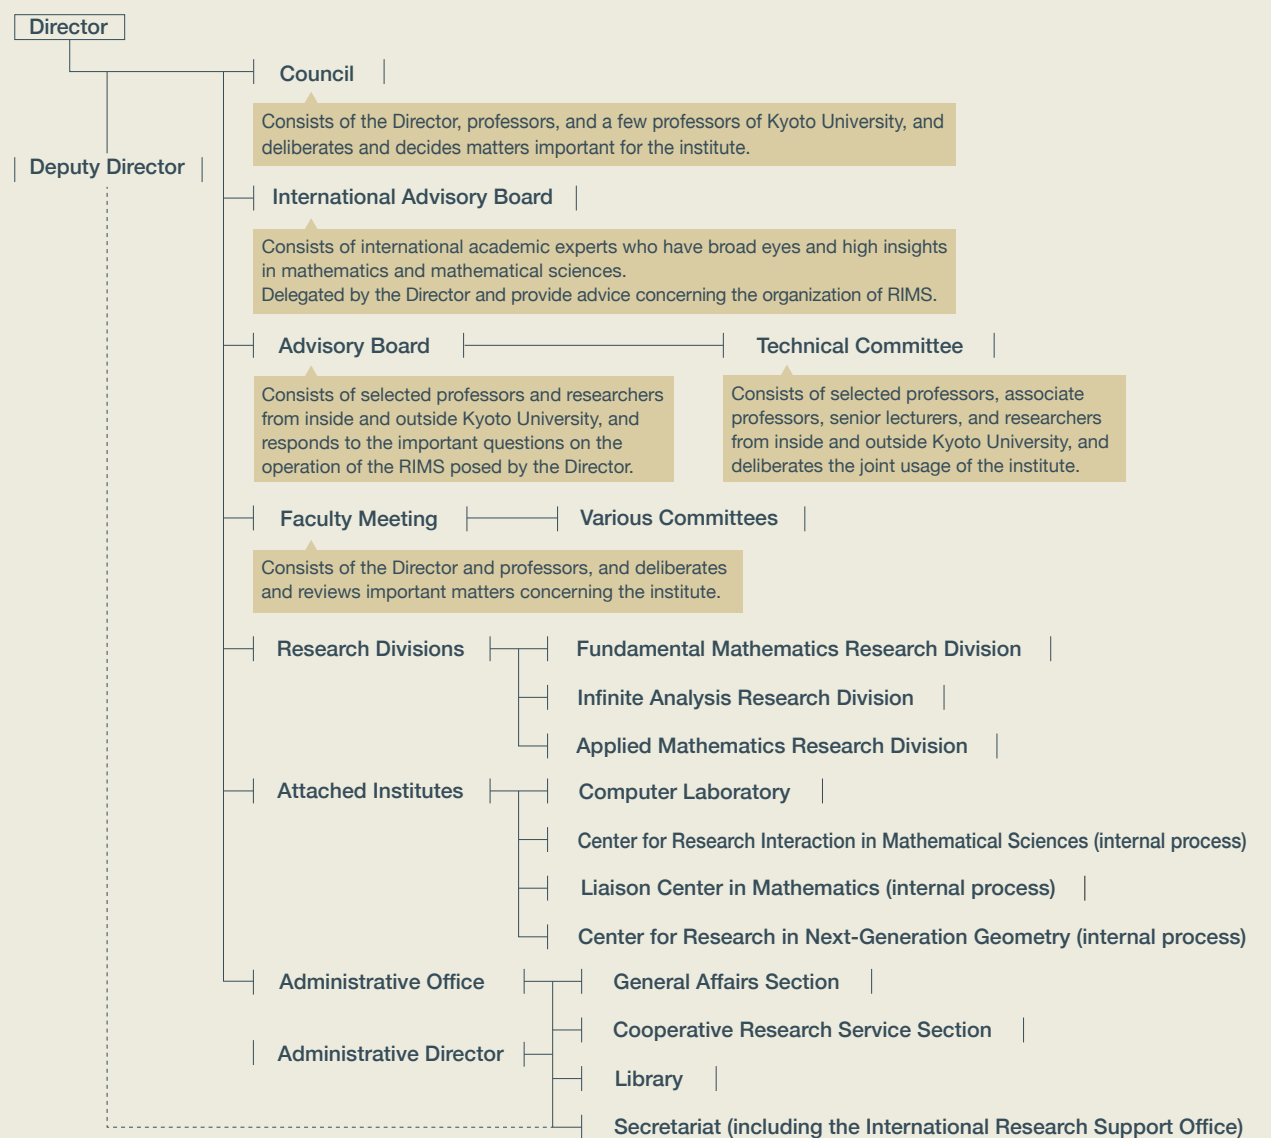 Director
Council
Consists of the Director, professors, and a few professors of Kyoto University, and
deliberates and decides matters important for the institute.
Deputy Director
International Advisory Board
Consists of international academic experts who have broad eyes and high insights
in mathematics and mathematical sciences.
Delegated by the Director and provide advice concerning the organization of RIMS.
Advisory Board
Consists of selected professors and researchers
from inside and outside Kyoto University, and
responds to the important questions on the
operation of the RIMS posed by the Director.
Technical Committee
Consists of selected professors, associate
professors, senior lecturers, and researchers
from inside and outside Kyoto University, and
deliberates the joint usage of the institute.
Faculty Meeting
Various Committees
Consists of the Director and professors, and deliberates
and reviews important matters concerning the institute.
Research Divisions
Fundamental Mathematics Research Division
Infinite Analysis Research Division
Applied Mathematics Research Division
Attached Institutes
Computer Laboratory
Center for Research Interaction in Mathematical Sciences (internal process)
Liaison Center in Mathematics (internal process)
Center for Research in Next-Generation Geometry (internal process)
Administrative Office
General Affairs Section
Cooperative Research Service Section
Administrative Director
Library
Secretariat (including the International Research Support Office)